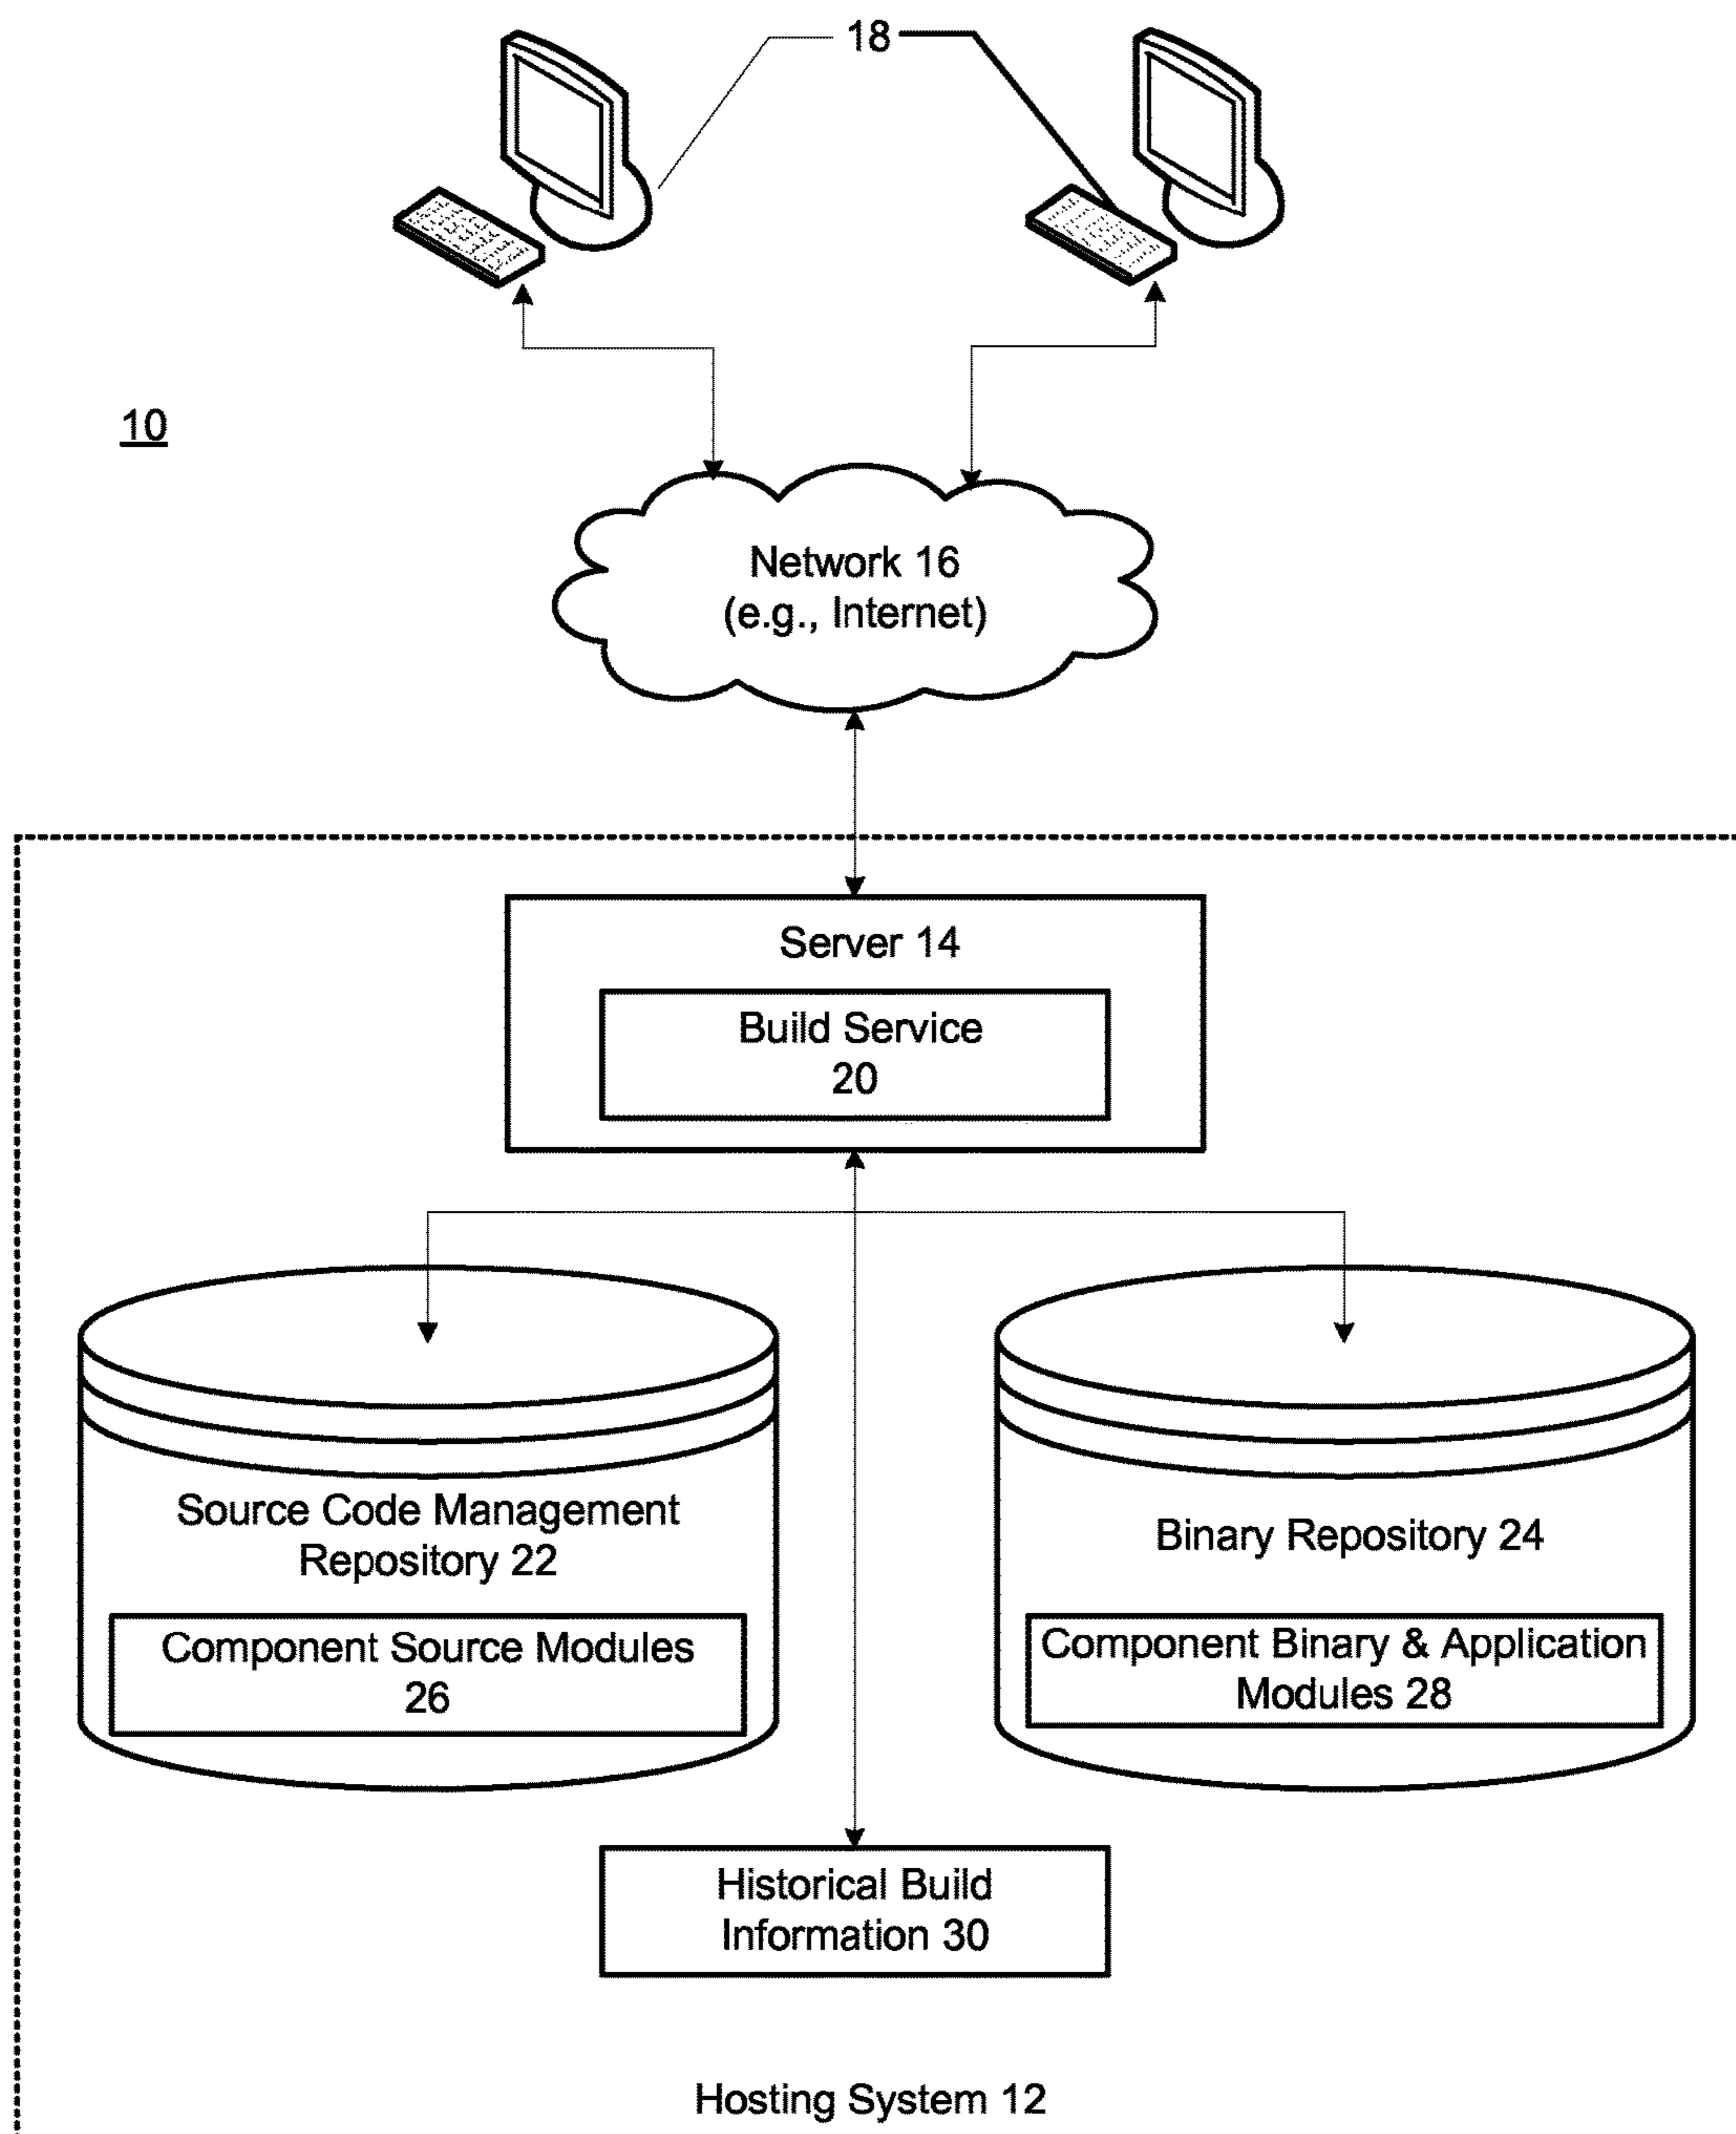 18
10
Network 16
(e.g., Internet)
Server 14
Build Service
20
Source Code Management
Repository 22
Component Source Modules
26
Binary Repository 24
Component Binary & Application
Modules 28
Historical Build
Information 30
Hosting System 12